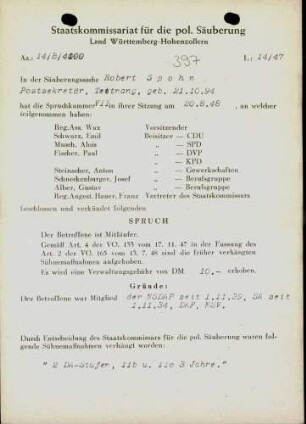 Staatskommissariat für die pol. Säuberung
Land Württemberg-Hohenzollern
Az.: 14/B/4200 L.: 14/47
397
In der Säuberungssache Robert Spohn
Postsekretär, Tettnang, geb. 21.10.94
hat die Spruchkammer VII in ihrer Sitzung am 20.8.48, an welcher
teilgenommen haben:
Reg.Ass. Wax Vorsitzender
Schwarz, Emil Beisitzer — CDU
Musch, Alois „ — SPD
Fischer, Paul „ — DVP
„ — KPD
Steinacher, Anton „ — Gewerkschaften
Schneckenburger, Josef „ — Berufsgruppe
Alber, Gustav „ — Berufsgruppe
Reg.Angest. Hauer, Franz Vertreter des Staatskommissars
beschlossen und verkündet folgenden
SPRUCH
Der Betroffene ist Mitläufer.
Gemäß Art. 4 der VO. 133 vom 17. 11. 47 in der Fassung des
Art. 2 der VO. 165 vom 13. 7. 48 sind die früher verhängten
Sühnemaßnahmen aufgehoben.
Es wird eine Verwaltungsgebühr von DM 10,- erhoben.
Gründe:
Der Betroffene war Mitglied der NSDAP seit 1.11.39, SA seit
1.11.34, DAF, NSV.
Durch Entscheidung des Staatskommissars für die pol. Säuberung waren fol-
gende Sühnemaßnahmen verhängt worden:
" 2 DA-Stufen, IIb u. IIc 3 Jahre."